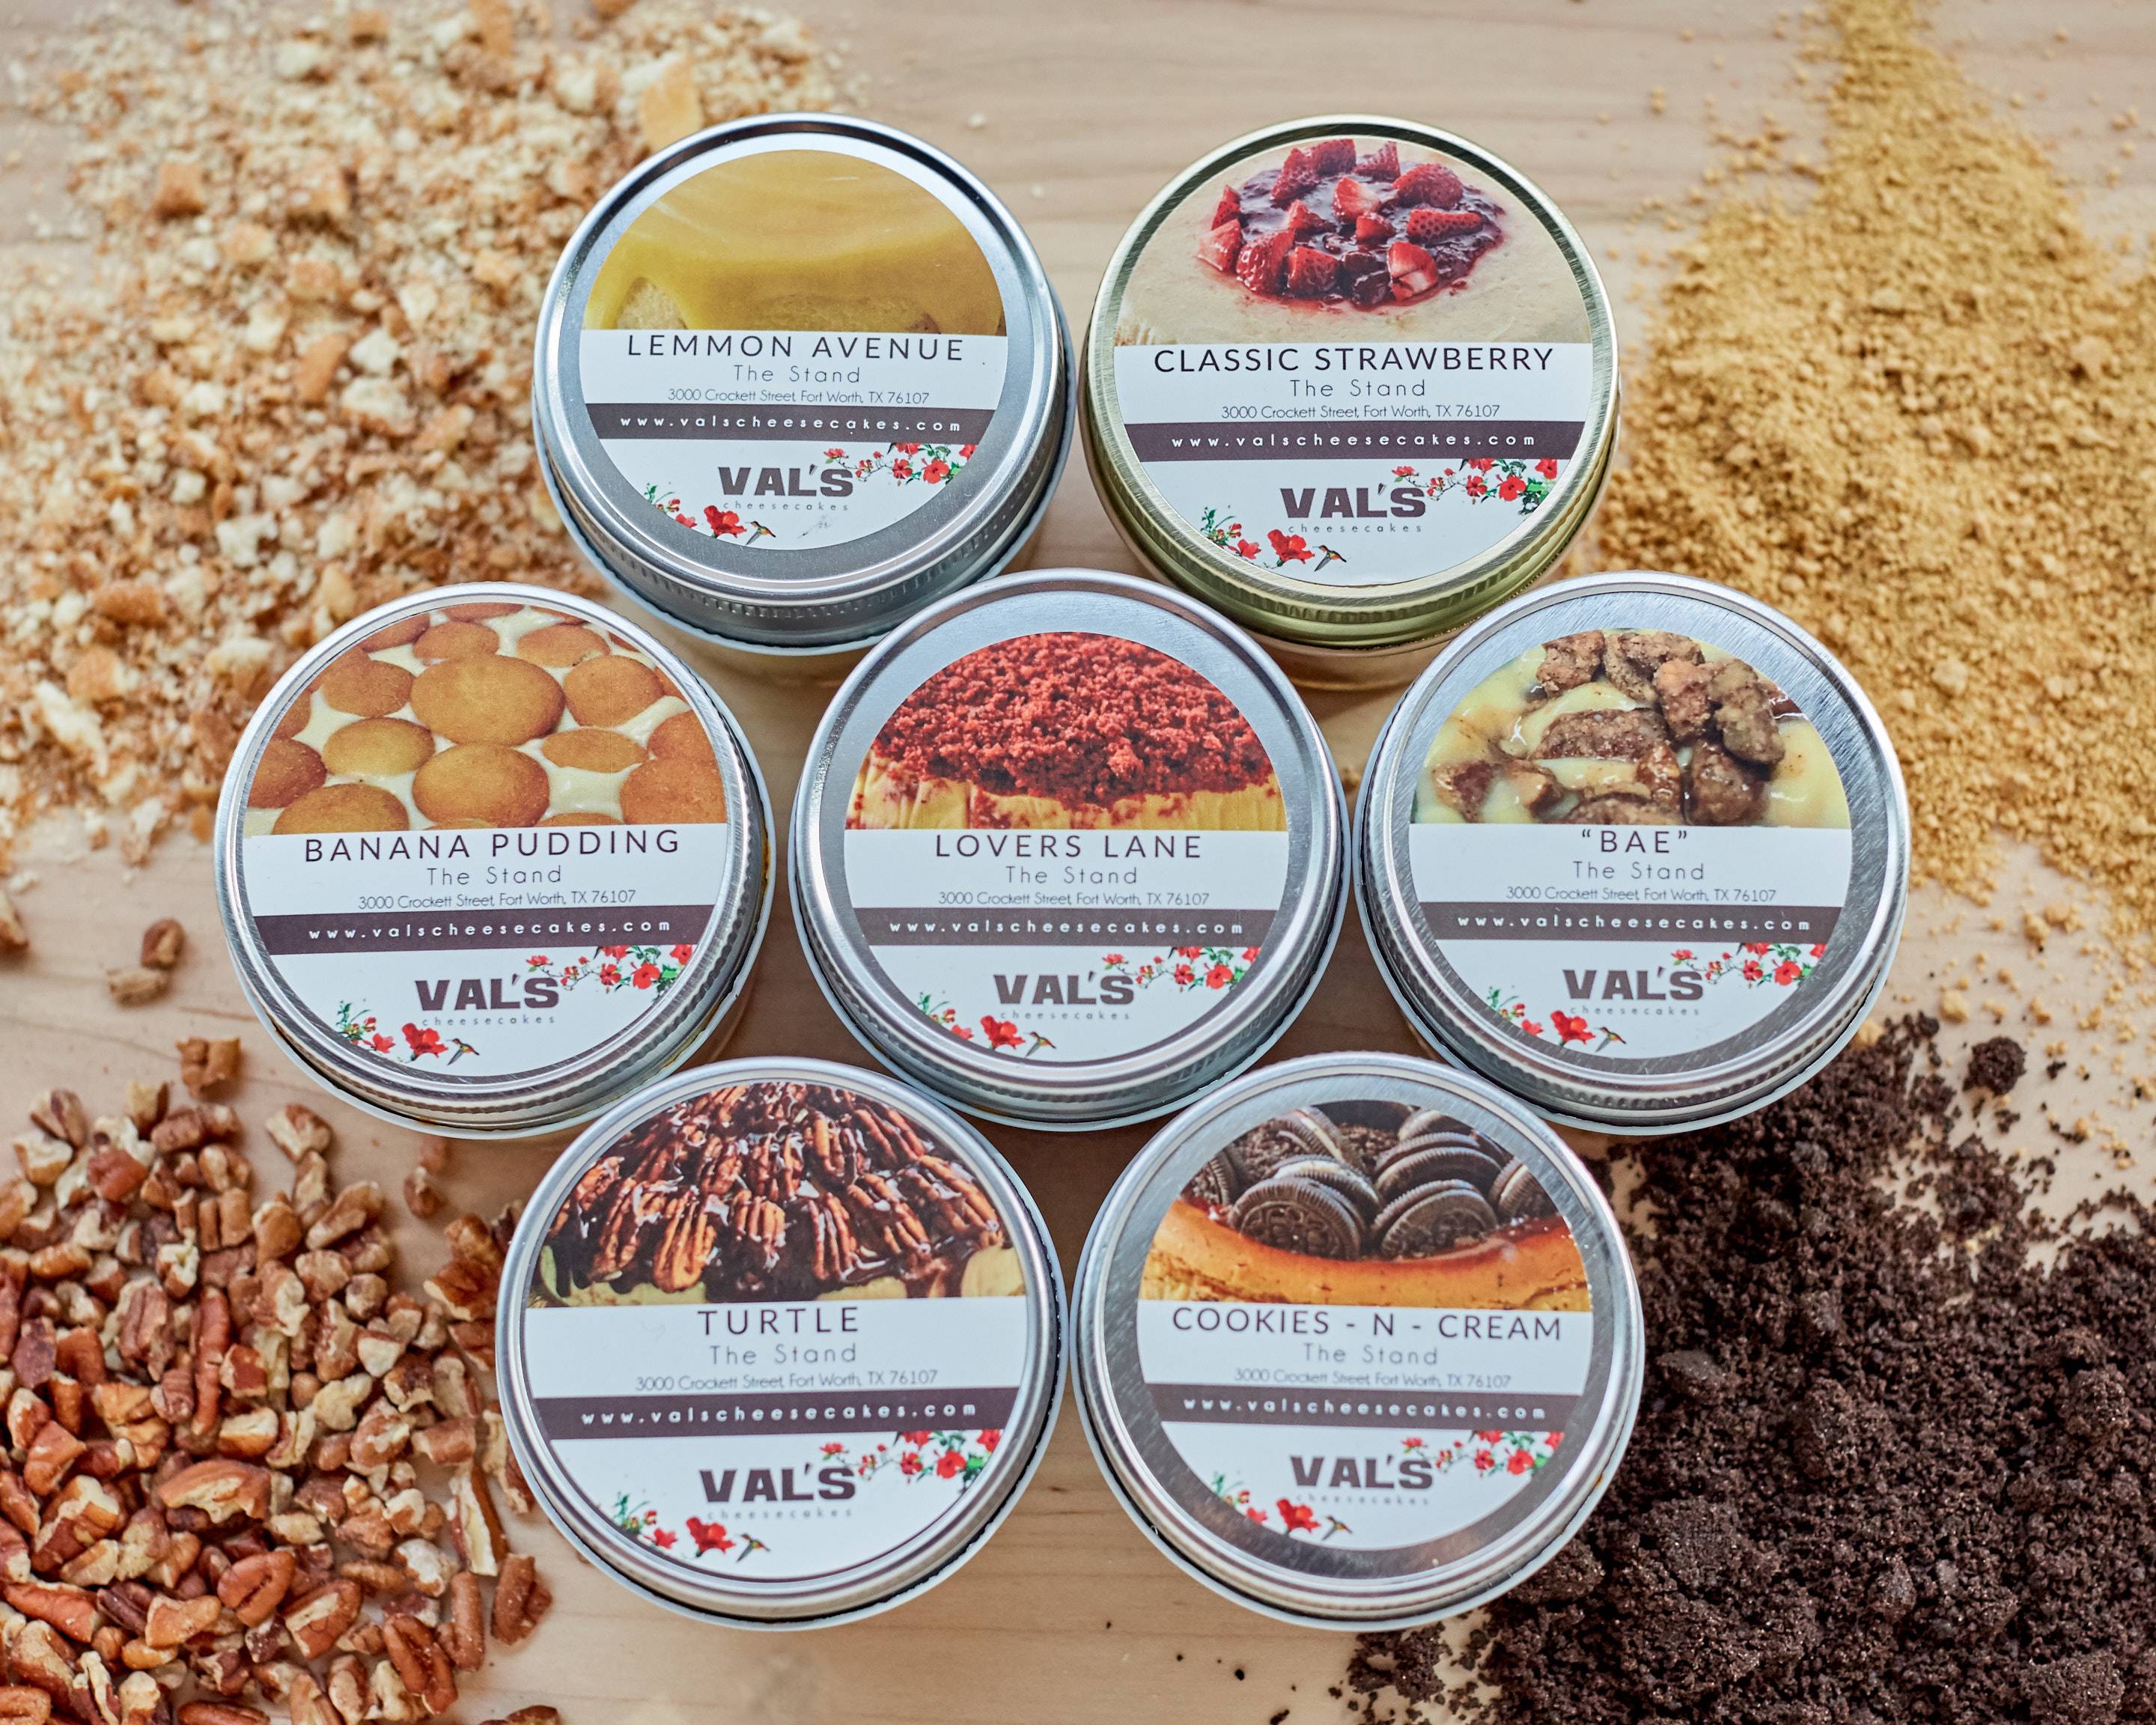 LEMMON AVENUE
The Stand
3000 Crockett Street, Fort Worth, TX 76107
www.valscheesecakes.com
VAL'S
cheesecakes
CLASSIC STRAWBERRY
The Stand
3000 Crockett Street, Fort Worth, TX 76107
www.valscheesecakes.com
VAL'S
cheesecakes
BANANA PUDDING
The Stand
3000 Crockett Street, Fort Worth, TX 76107
www.valscheesecakes.com
VAL'S
cheesecakes
LOVERS LANE
The Stand
3000 Crockett Street, Fort Worth, TX 76107
www.valscheesecakes.com
VAL'S
cheesecakes
“BAE”
The Stand
3000 Crockett Street, Fort Worth, TX 76107
www.valscheesecakes.com
VAL'S
cheesecakes
TURTLE
The Stand
3000 Crockett Street, Fort Worth, TX 76107
www.valscheesecakes.com
VAL'S
cheesecakes
COOKIES - N - CREAM
The Stand
3000 Crockett Street, Fort Worth, TX 76107
www.valscheesecakes.com
VAL'S
cheesecakes